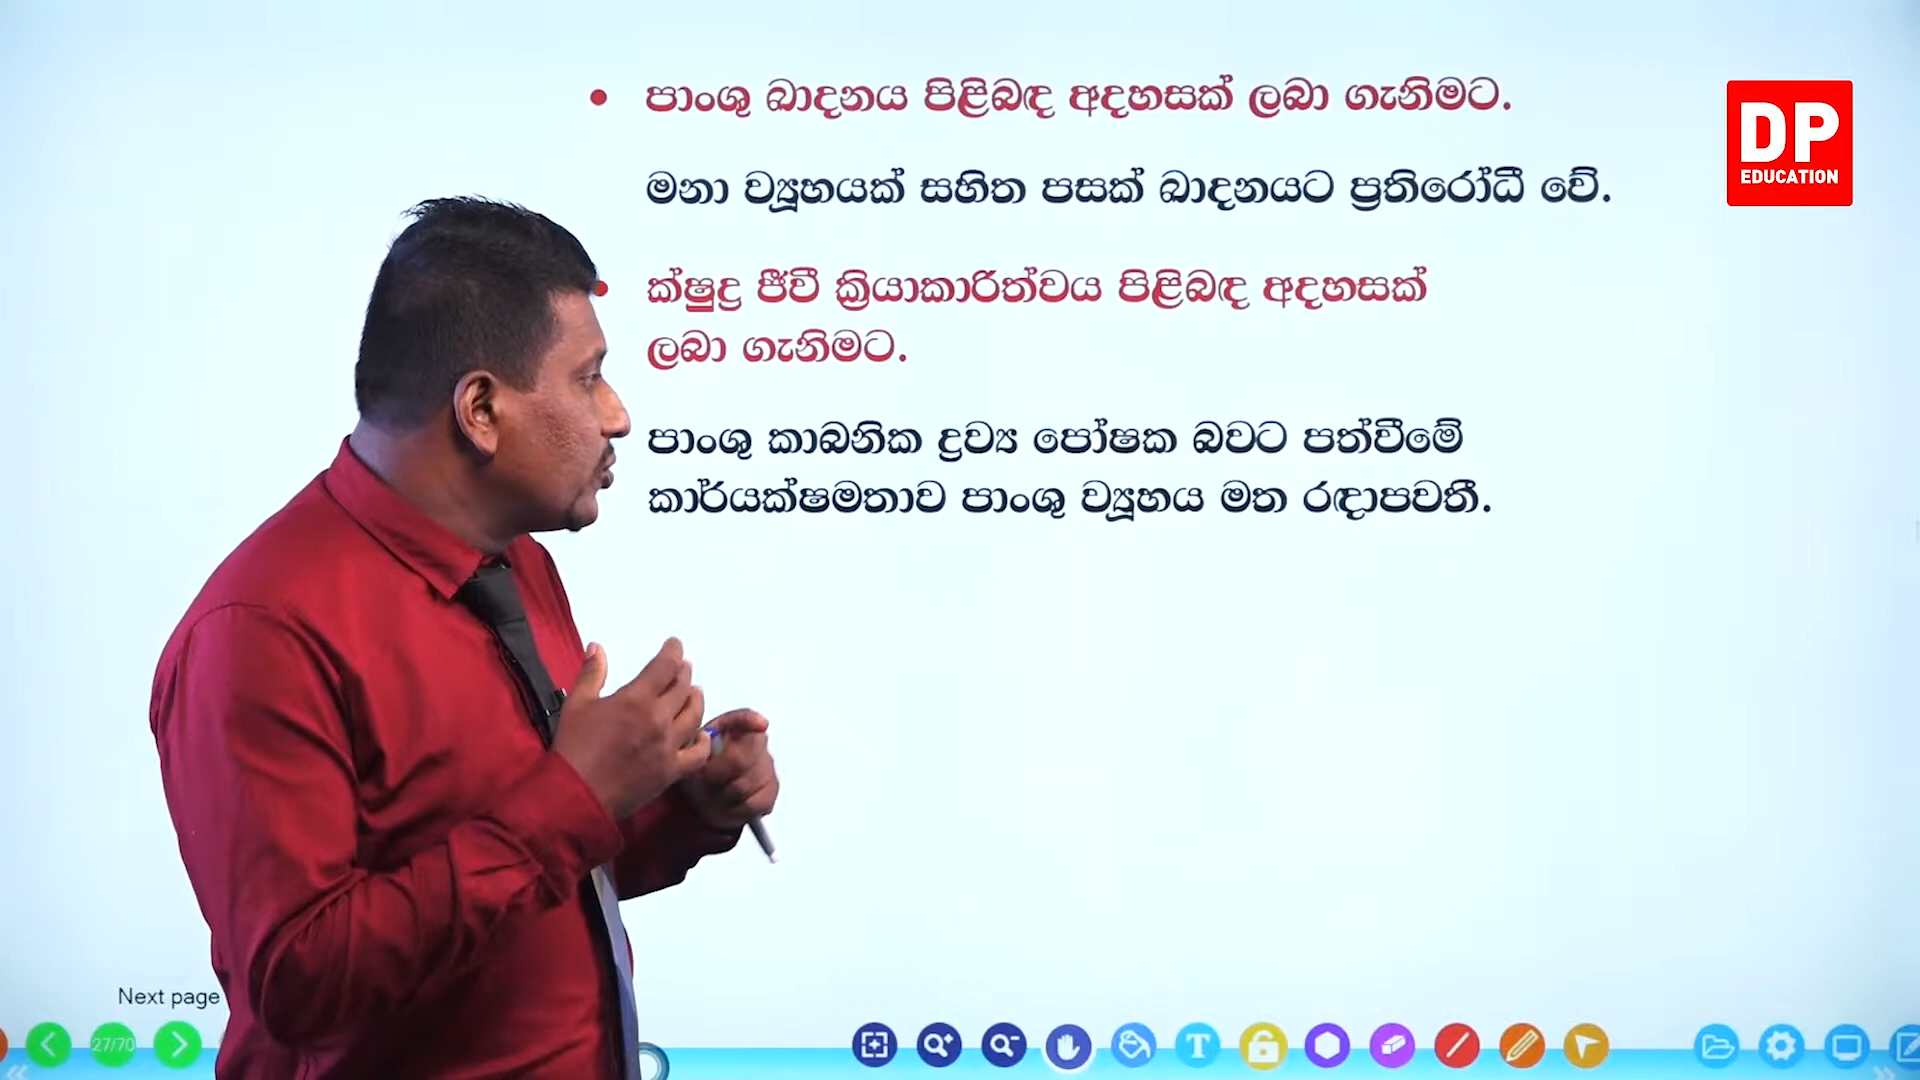 • පාංශු ඛාදනය පිළිබඳ අදහසක් ලබා ගැනිමට.
මනා ව්‍යූහයක් සහිත පසක් ඛාදනයට ප්‍රතිරෝධී වේ.
• ක්ෂුද්‍ර ජීවී ක්‍රියාකාරිත්වය පිළිබඳ අදහසක්
ලබා ගැනිමට.
පාංශු කාබනික ද්‍රව්‍ය පෝෂක බවට පත්වීමේ
කාර්යක්ෂමතාව පාංශු ව්‍යූහය මත රඳාපවතී.
DP
EDUCATION
Next page
27/70
T